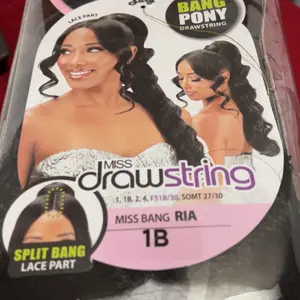 LACE PART
BANG
PONY
DRAWSTRING
MISS
drawstring
1, 1B, 2, 4, FS1B/30, SOMT 27/30
MISS BANG RIA
1B
SPLIT BANG
LACE PART